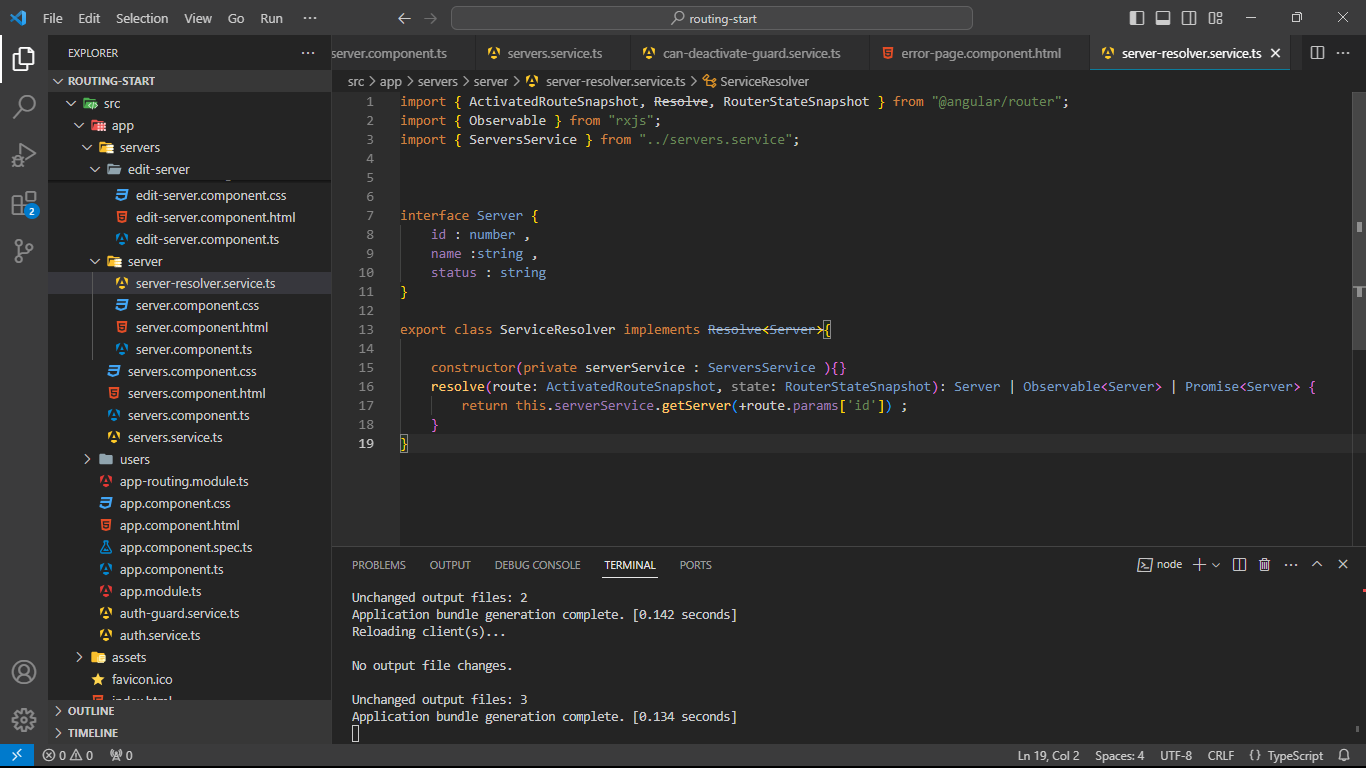 File Edit Selection View Go Run ··· routing-start
EXPLORER ···
ROUTING-START
src
app
servers
edit-server
edit-server.component.css
edit-server.component.html
edit-server.component.ts
server
server-resolver.service.ts
server.component.css
server.component.html
server.component.ts
servers.component.css
servers.component.html
servers.component.ts
servers.service.ts
users
app-routing.module.ts
app.component.css
app.component.html
app.component.spec.ts
app.component.ts
app.module.ts
auth-guard.service.ts
auth.service.ts
assets
favicon.ico
index.html
OUTLINE
TIMELINE
2
server.component.ts servers.service.ts can-deactivate-guard.service.ts error-page.component.html server-resolver.service.ts
src > app > servers > server > server-resolver.service.ts > ServiceResolver
1 import { ActivatedRouteSnapshot, Resolve, RouterStateSnapshot } from "@angular/router";
2 import { Observable } from "rxjs";
3 import { ServersService } from "../servers.service";
4
5
6
7 interface Server {
8 id : number ,
9 name :string ,
10 status : string
11 }
12
13 export class ServiceResolver implements Resolve<Server>{
14
15 constructor(private serverService : ServersService ){}
16 resolve(route: ActivatedRouteSnapshot, state: RouterStateSnapshot): Server | Observable<Server> | Promise<Server> {
17 return this.serverService.getServer(+route.params['id']) ;
18 }
19 }
PROBLEMS OUTPUT DEBUG CONSOLE TERMINAL PORTS node
Unchanged output files: 2
Application bundle generation complete. [0.142 seconds]
Reloading client(s)...
No output file changes.
Unchanged output files: 3
Application bundle generation complete. [0.134 seconds]
0 0 0 Ln 19, Col 2 Spaces: 4 UTF-8 CRLF {} TypeScript